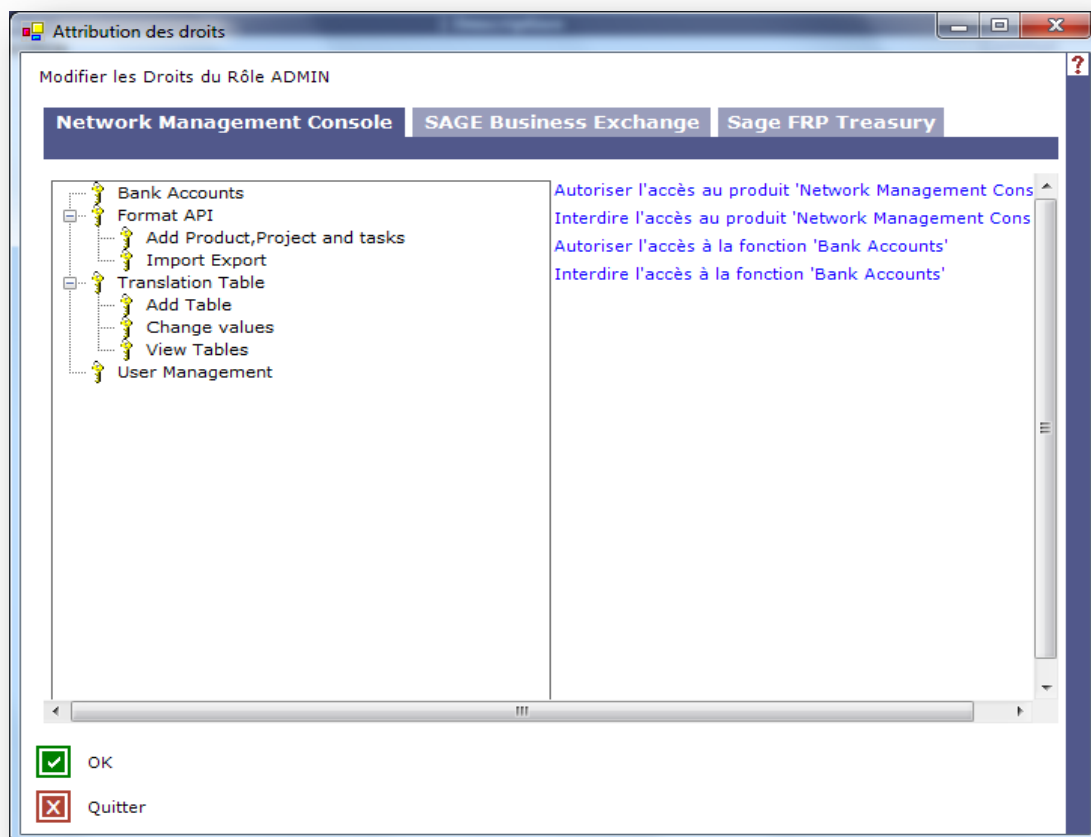 Attribution des droits
Modifier les Droits du Rôle ADMIN
?
Network Management Console SAGE Business Exchange Sage FRP Treasury
Bank Accounts
Format API
Add Product,Project and tasks
Import Export
Translation Table
Add Table
Change values
View Tables
User Management
Autoriser l'accès au produit 'Network Management Cons
Interdire l'accès au produit 'Network Management Cons
Autoriser l'accès à la fonction 'Bank Accounts'
Interdire l'accès à la fonction 'Bank Accounts'
OK
Quitter